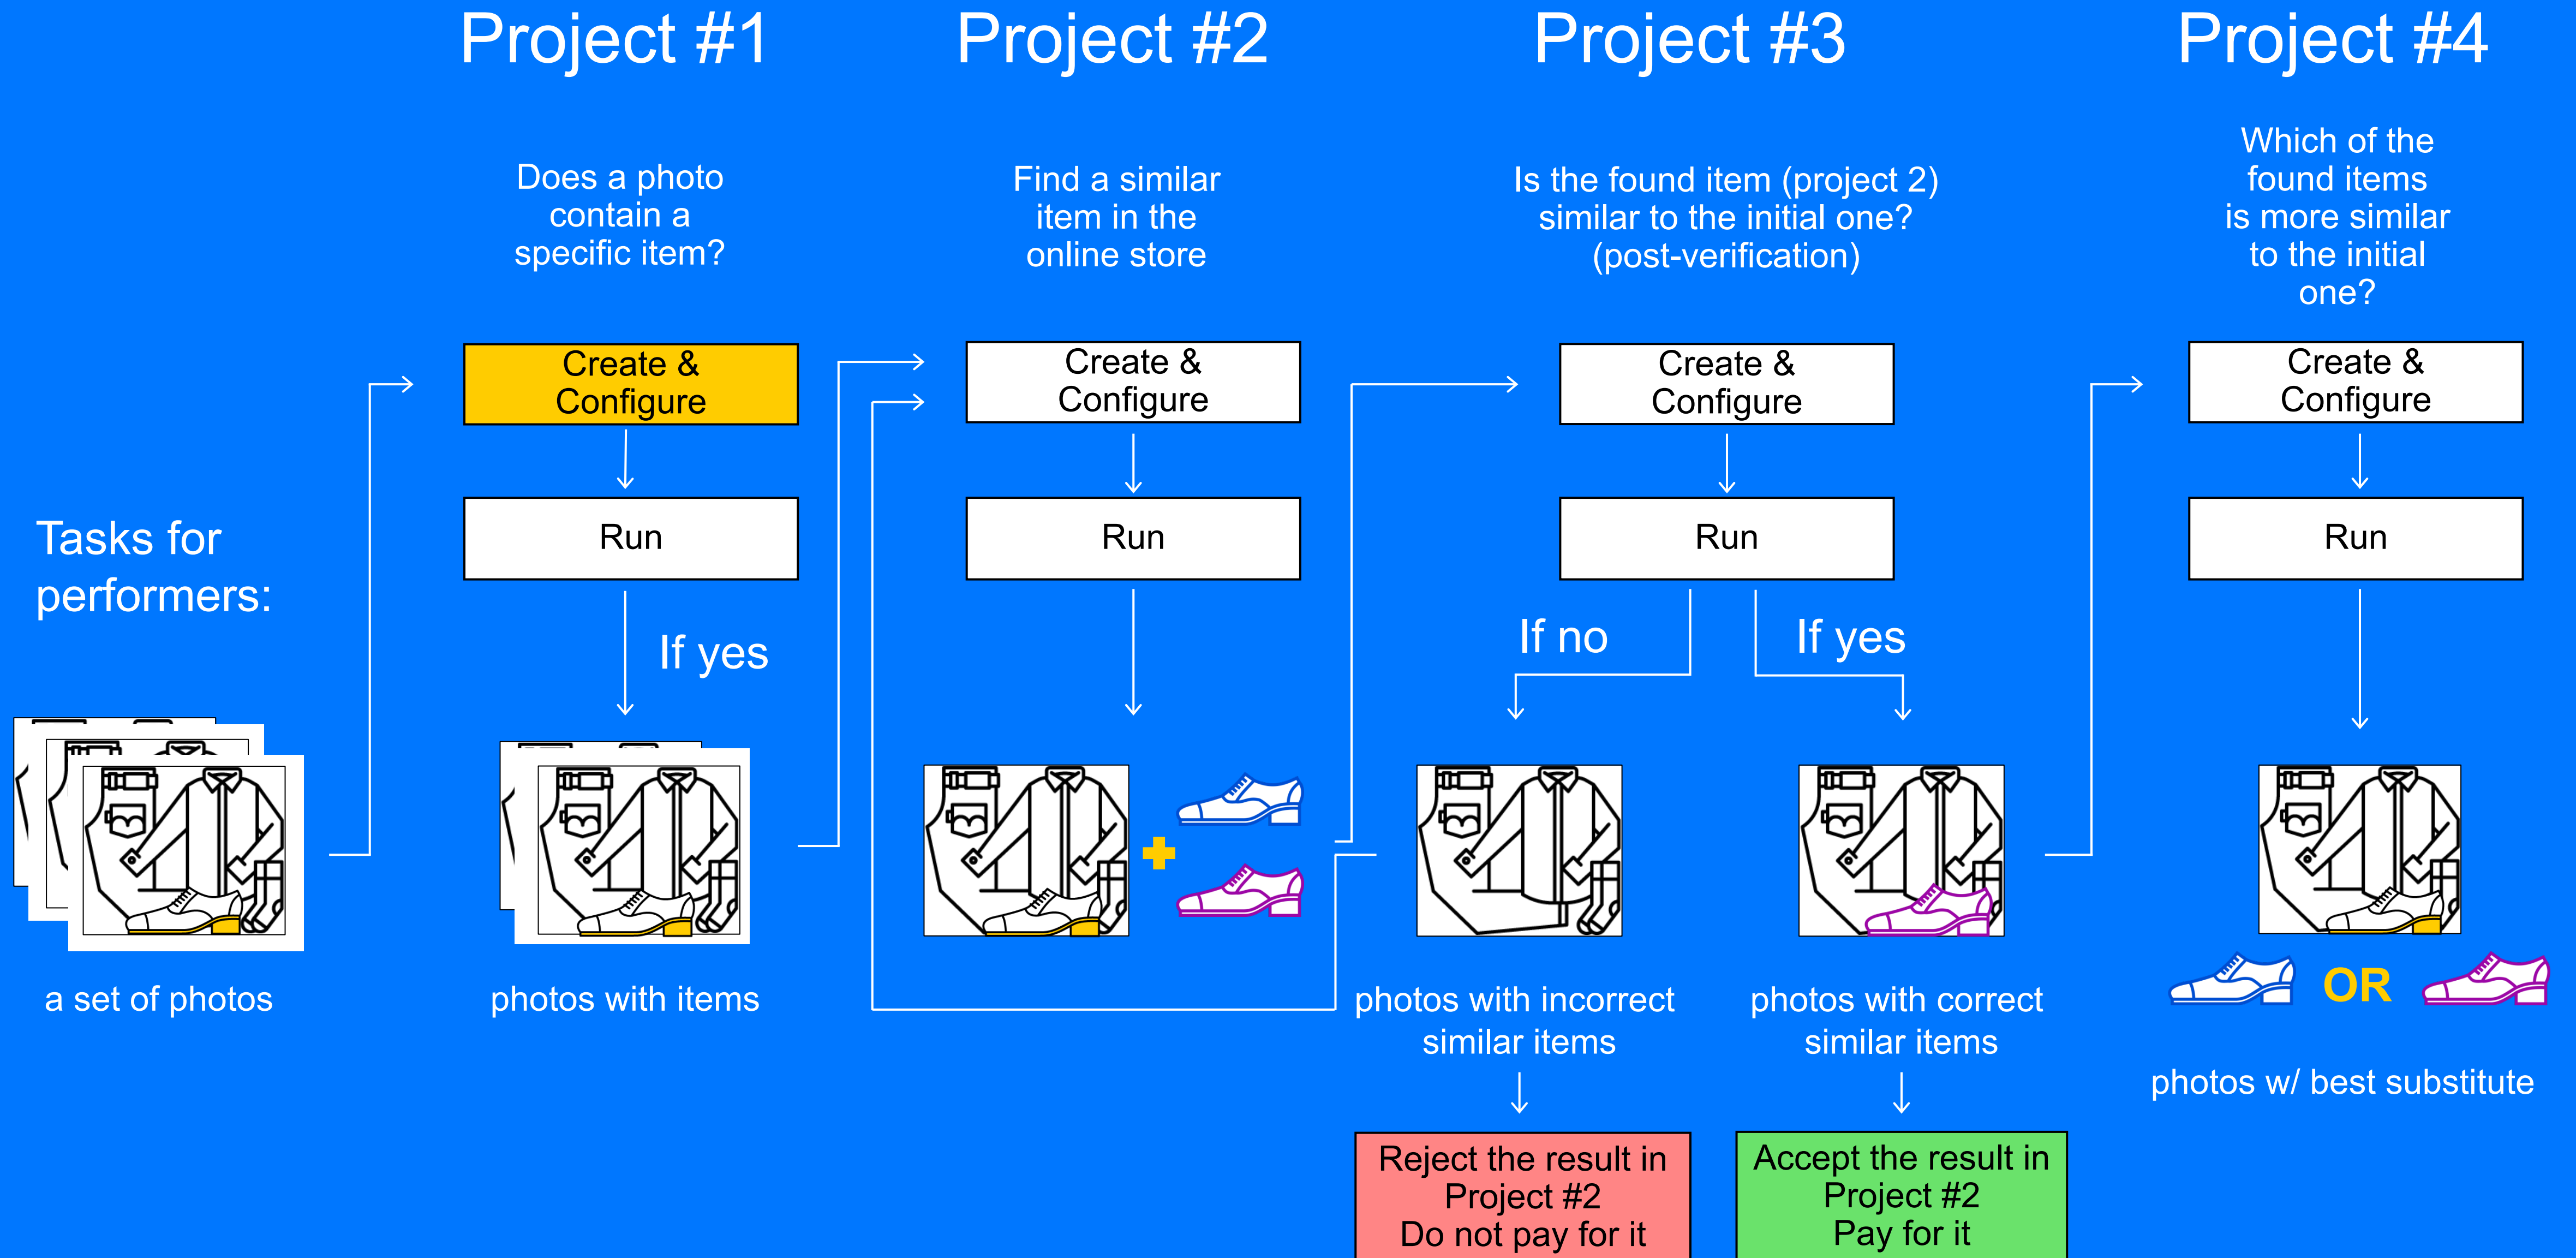 Project #1
Project #2
Project #3
Project #4
Does a photo
contain a
specific item?
Find a similar
item in the
online store
Is the found item (project 2)
similar to the initial one?
(post-verification)
Which of the
found items
is more similar
to the initial
one?
Create &
Configure
Create &
Configure
Create &
Configure
Create &
Configure
Run
Run
Run
Run
Tasks for
performers:
If yes
If no
If yes
a set of photos
photos with items
photos with incorrect
similar items
photos with correct
similar items
OR
photos w/ best substitute
Reject the result in
Project #2
Do not pay for it
Accept the result in
Project #2
Pay for it